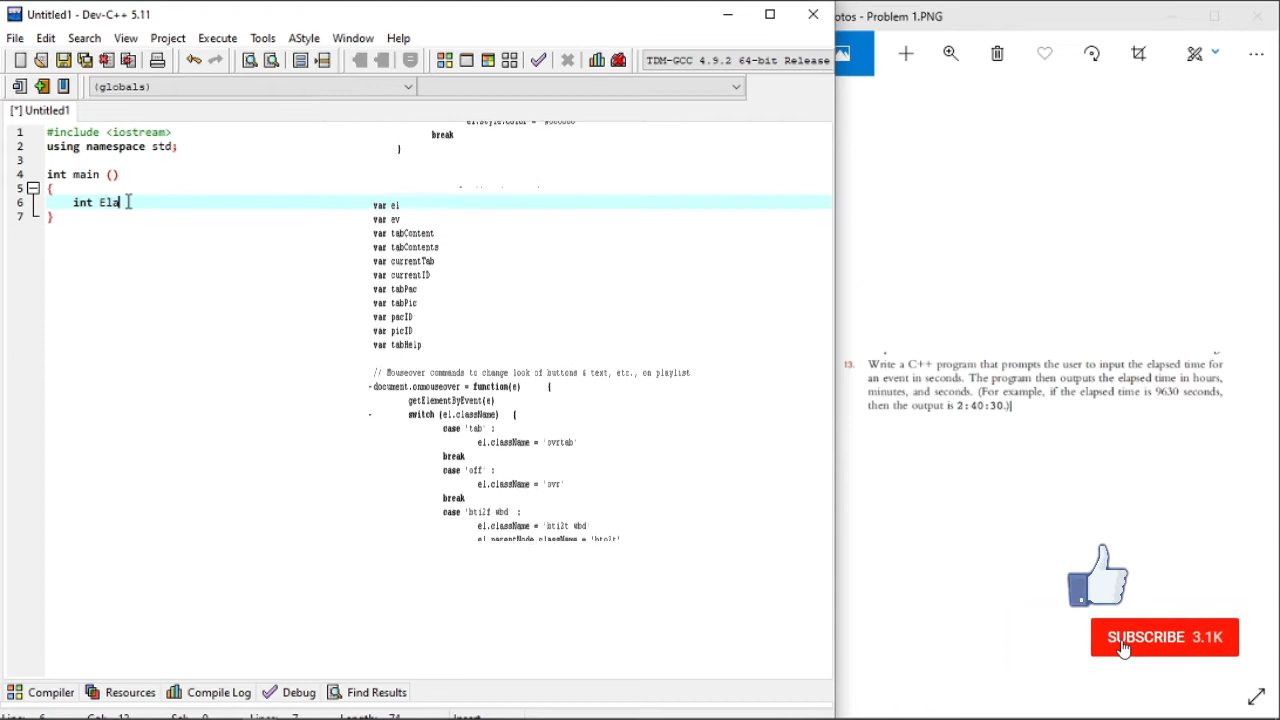 Untitled1 - Dev-C++ 5.11
File Edit Search View Project Execute Tools AStyle Window Help
TDM-GCC 4.9.2 64-bit Release
(globals)
[*] Untitled1
1 #include <iostream>
2 using namespace std;
3
4 int main ()
5 {
6 int Ela
7 }
break
}
var el
var ev
var tabContent
var tabContents
var currentTab
var currentID
var tabPac
var tabPic
var pacID
var picID
var tabHelp
// Mouseover commands to change look of buttons & text, etc., on playlist
document.onmouseover = function(e) {
getElementByEvent(e)
switch (el.className) {
case 'tab' :
el.className = 'ovrtab'
break
case 'off' :
el.className = 'ovr'
break
case :
el.className =
el.parentNode.className =
Compiler Resources Compile Log Debug Find Results
otos - Problem 1.PNG
13. Write a C++ program that prompts the user to input the elapsed time for
an event in seconds. The program then outputs the elapsed time in hours,
minutes, and seconds. (For example, if the elapsed time is 9630 seconds,
then the output is 2:40:30.)
SUBSCRIBE 3.1K